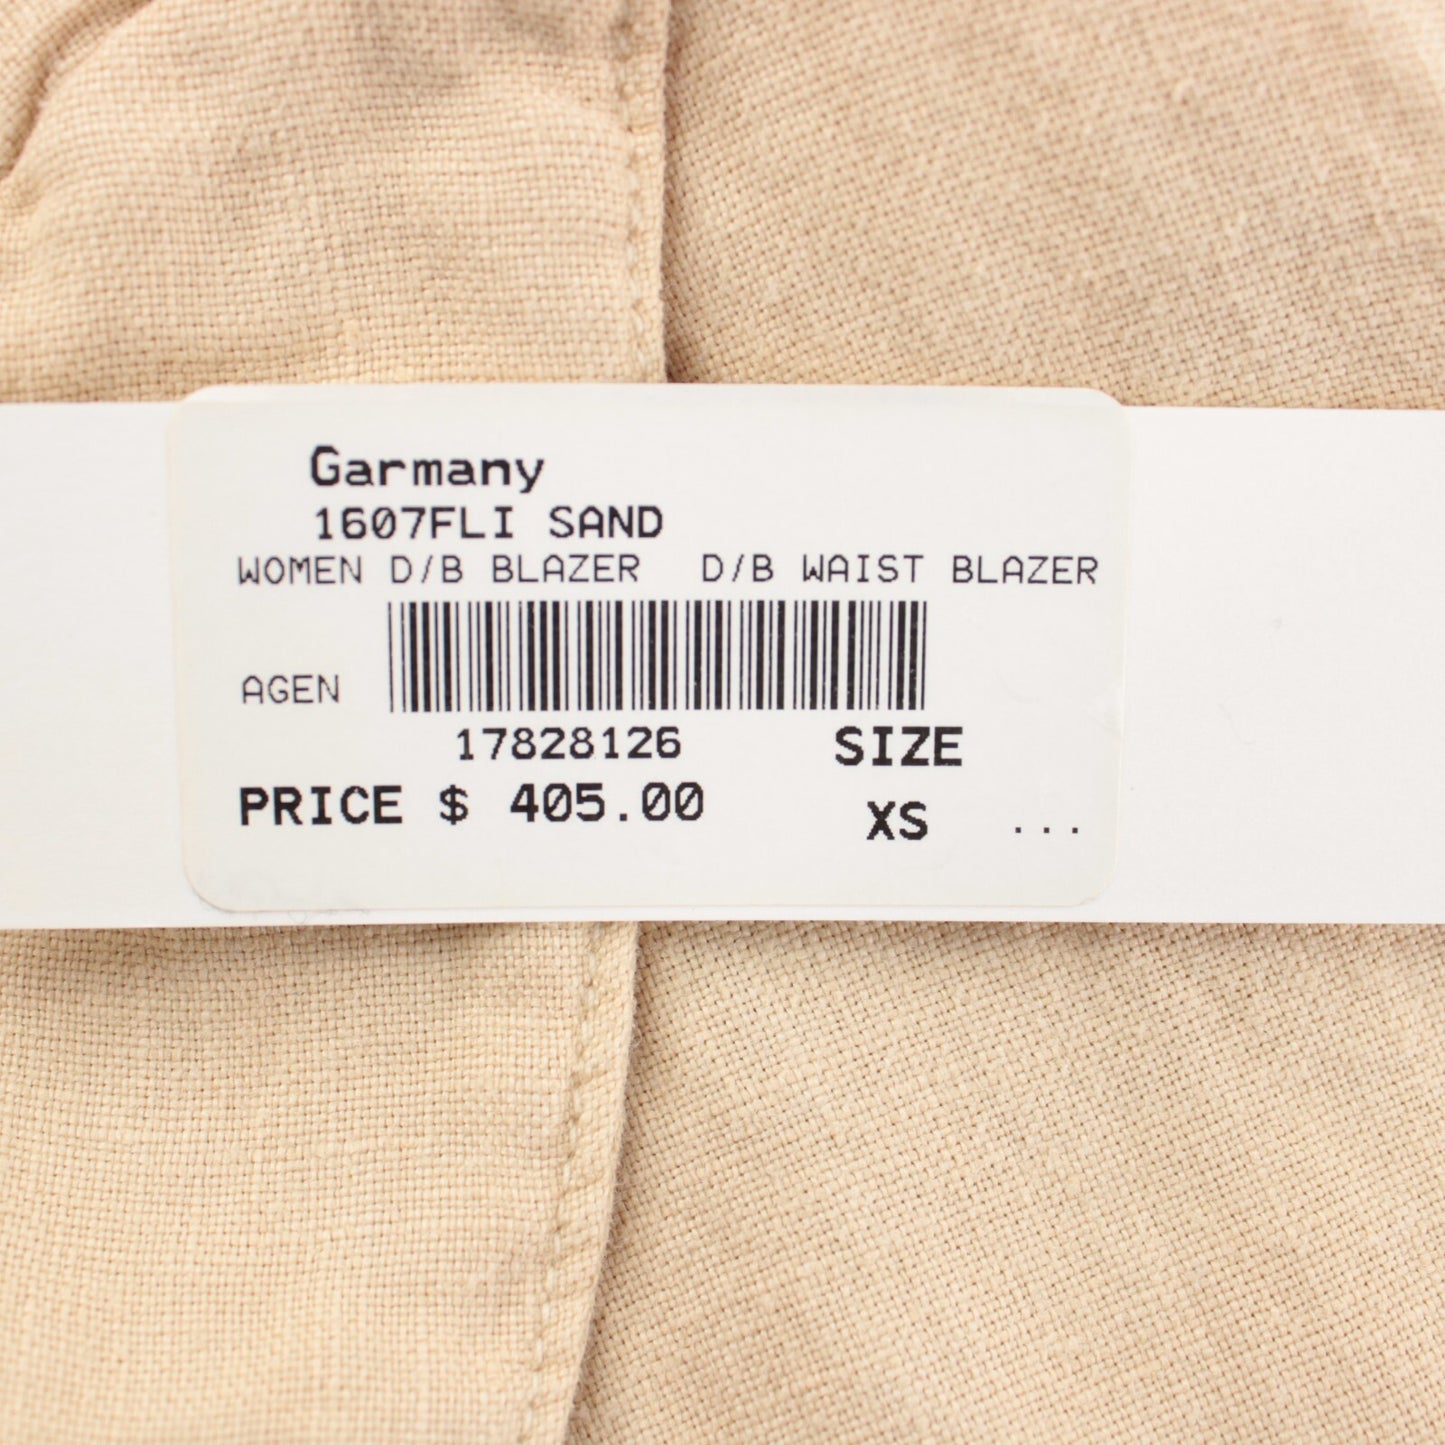 Garmany
1607FLI SAND
WOMEN D/B BLAZER D/B WAIST BLAZER
AGEN
17828126 SIZE
PRICE $ 405.00 XS ...